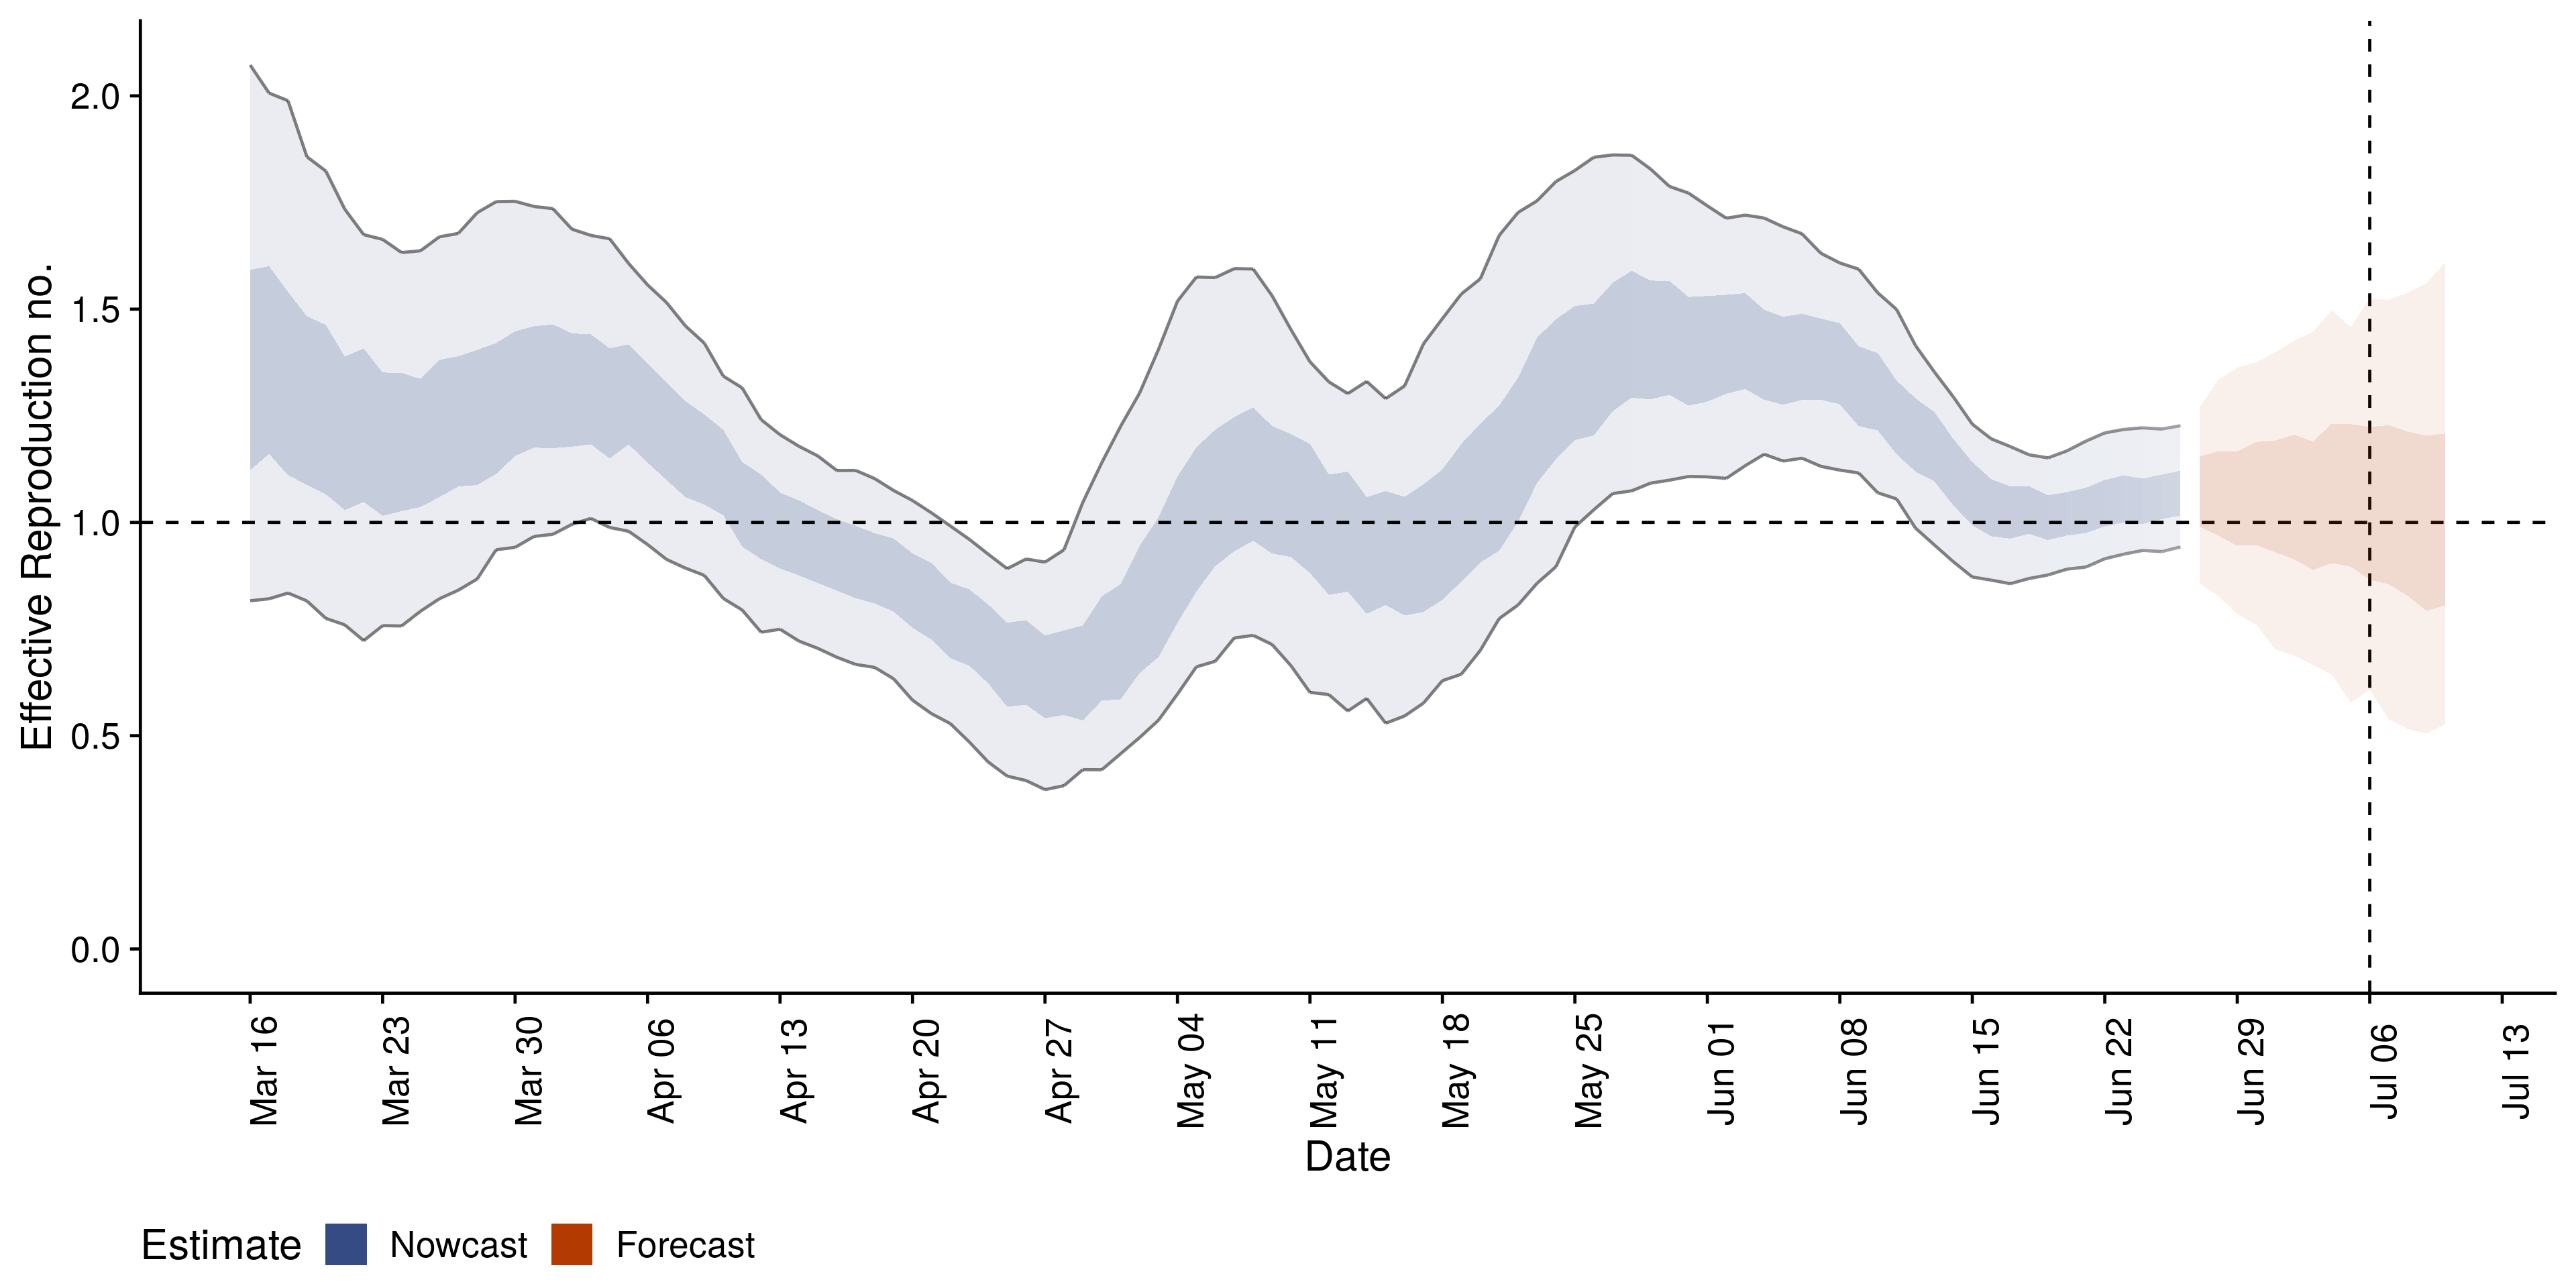 Effective Reproduction no.
2.0
1.5
1.0
0.5
0.0
Mar 16
Mar 23
Mar 30
Apr 06
Apr 13
Apr 20
Apr 27
May 04
May 11
May 18
May 25
Jun 01
Jun 08
Jun 15
Jun 22
Jun 29
Jul 06
Jul 13
Date
Estimate Nowcast Forecast